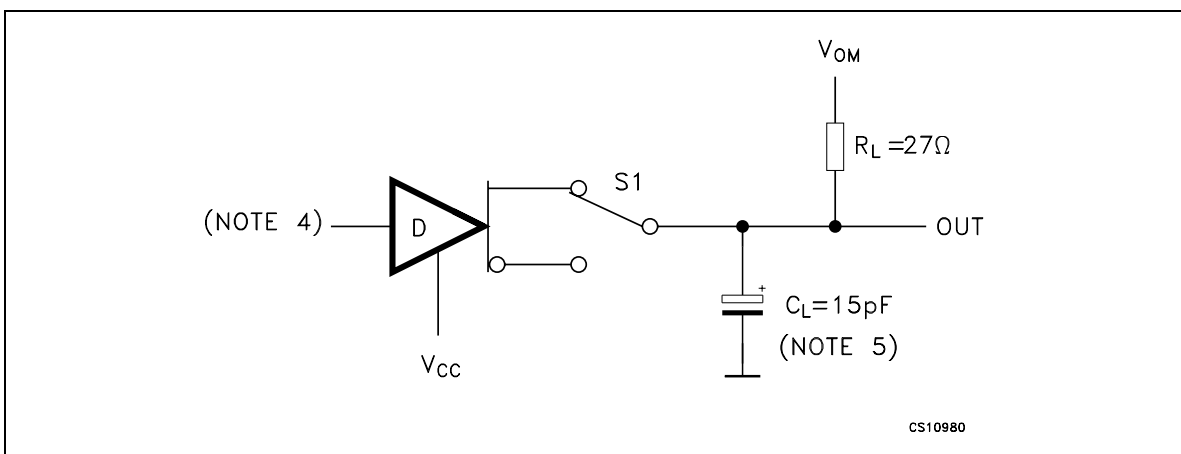 V_OM
R_L =27Ω
S1
(NOTE 4)
D
OUT
+
C_L=15pF
(NOTE 5)
V_CC
CS10980